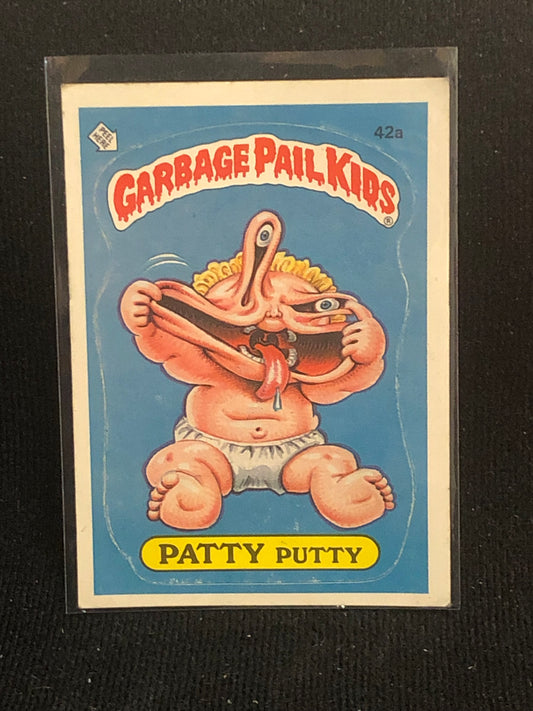 PEEL HERE
42a
GARBAGE PAIL KIDS
®
PATTY PUTTY